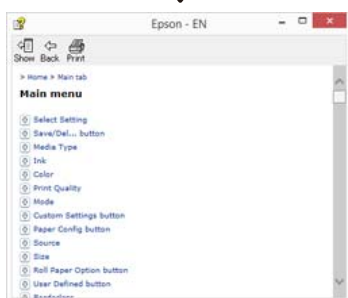 Epson - EN
Show Back Print
> Home > Main tab
Main menu
Select Setting
Save/Del... button
Media Type
Ink
Color
Print Quality
Mode
Custom Settings button
Paper Config button
Source
Size
Roll Paper Option button
User Defined button
Borderless